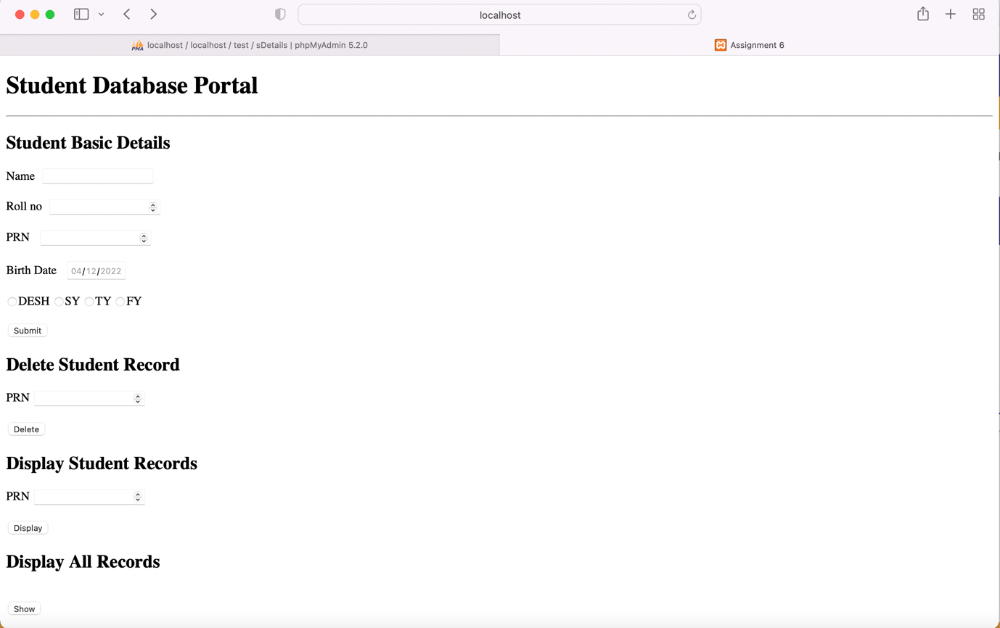 localhost
PMA localhost / localhost / test / sDetails | phpMyAdmin 5.2.0
Assignment 6
Student Database Portal
Student Basic Details
Name
Roll no
PRN
Birth Date 04/12/2022
DESH SY TY FY
Submit
Delete Student Record
PRN
Delete
Display Student Records
PRN
Display
Display All Records
Show